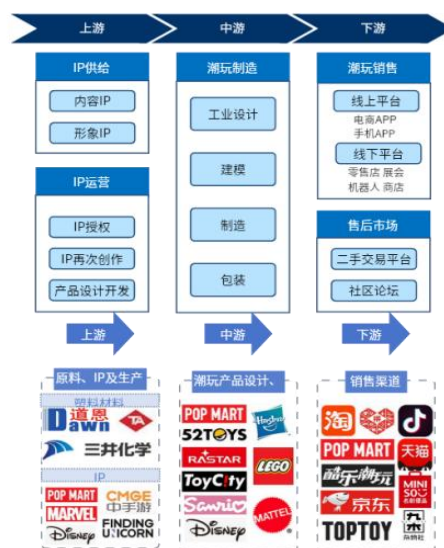 上游
中游
下游
IP供给
内容IP
形象IP
IP运营
IP授权
IP再次创作
产品设计开发
潮玩制造
工业设计
建模
制造
包装
潮玩销售
线上平台
电商APP
手机APP
线下平台
零售店 展会
机器人 商店
售后市场
二手交易平台
社区论坛
上游
中游
下游
原料、IP及生产
塑料材料
道恩
Dawn
三井化学
IP
POP MART
CMGE
中手游
MARVEL
Disney
FINDING
UNICORN
潮玩产品设计、
POP MART
Hasbro
52TOYS
RASTAR
LEGO
ToyCity
Sanrio
MATTEL
Disney
销售渠道
淘
POP MART
天猫
酷乐潮玩
MINI
SO
名创优品
京东
TOPTOY
杂物社